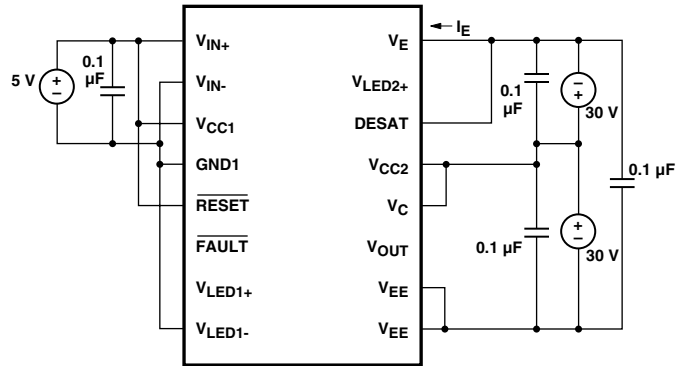 I_E
V_IN+
V_E
0.1
µF
5 V
+
−
V_IN-
V_LED2+
0.1
µF
−
+
30 V
V_CC1
DESAT
GND1
V_CC2
0.1 µF
RESET
V_C
FAULT
V_OUT
0.1 µF
+
−
30 V
V_LED1+
V_EE
V_LED1-
V_EE